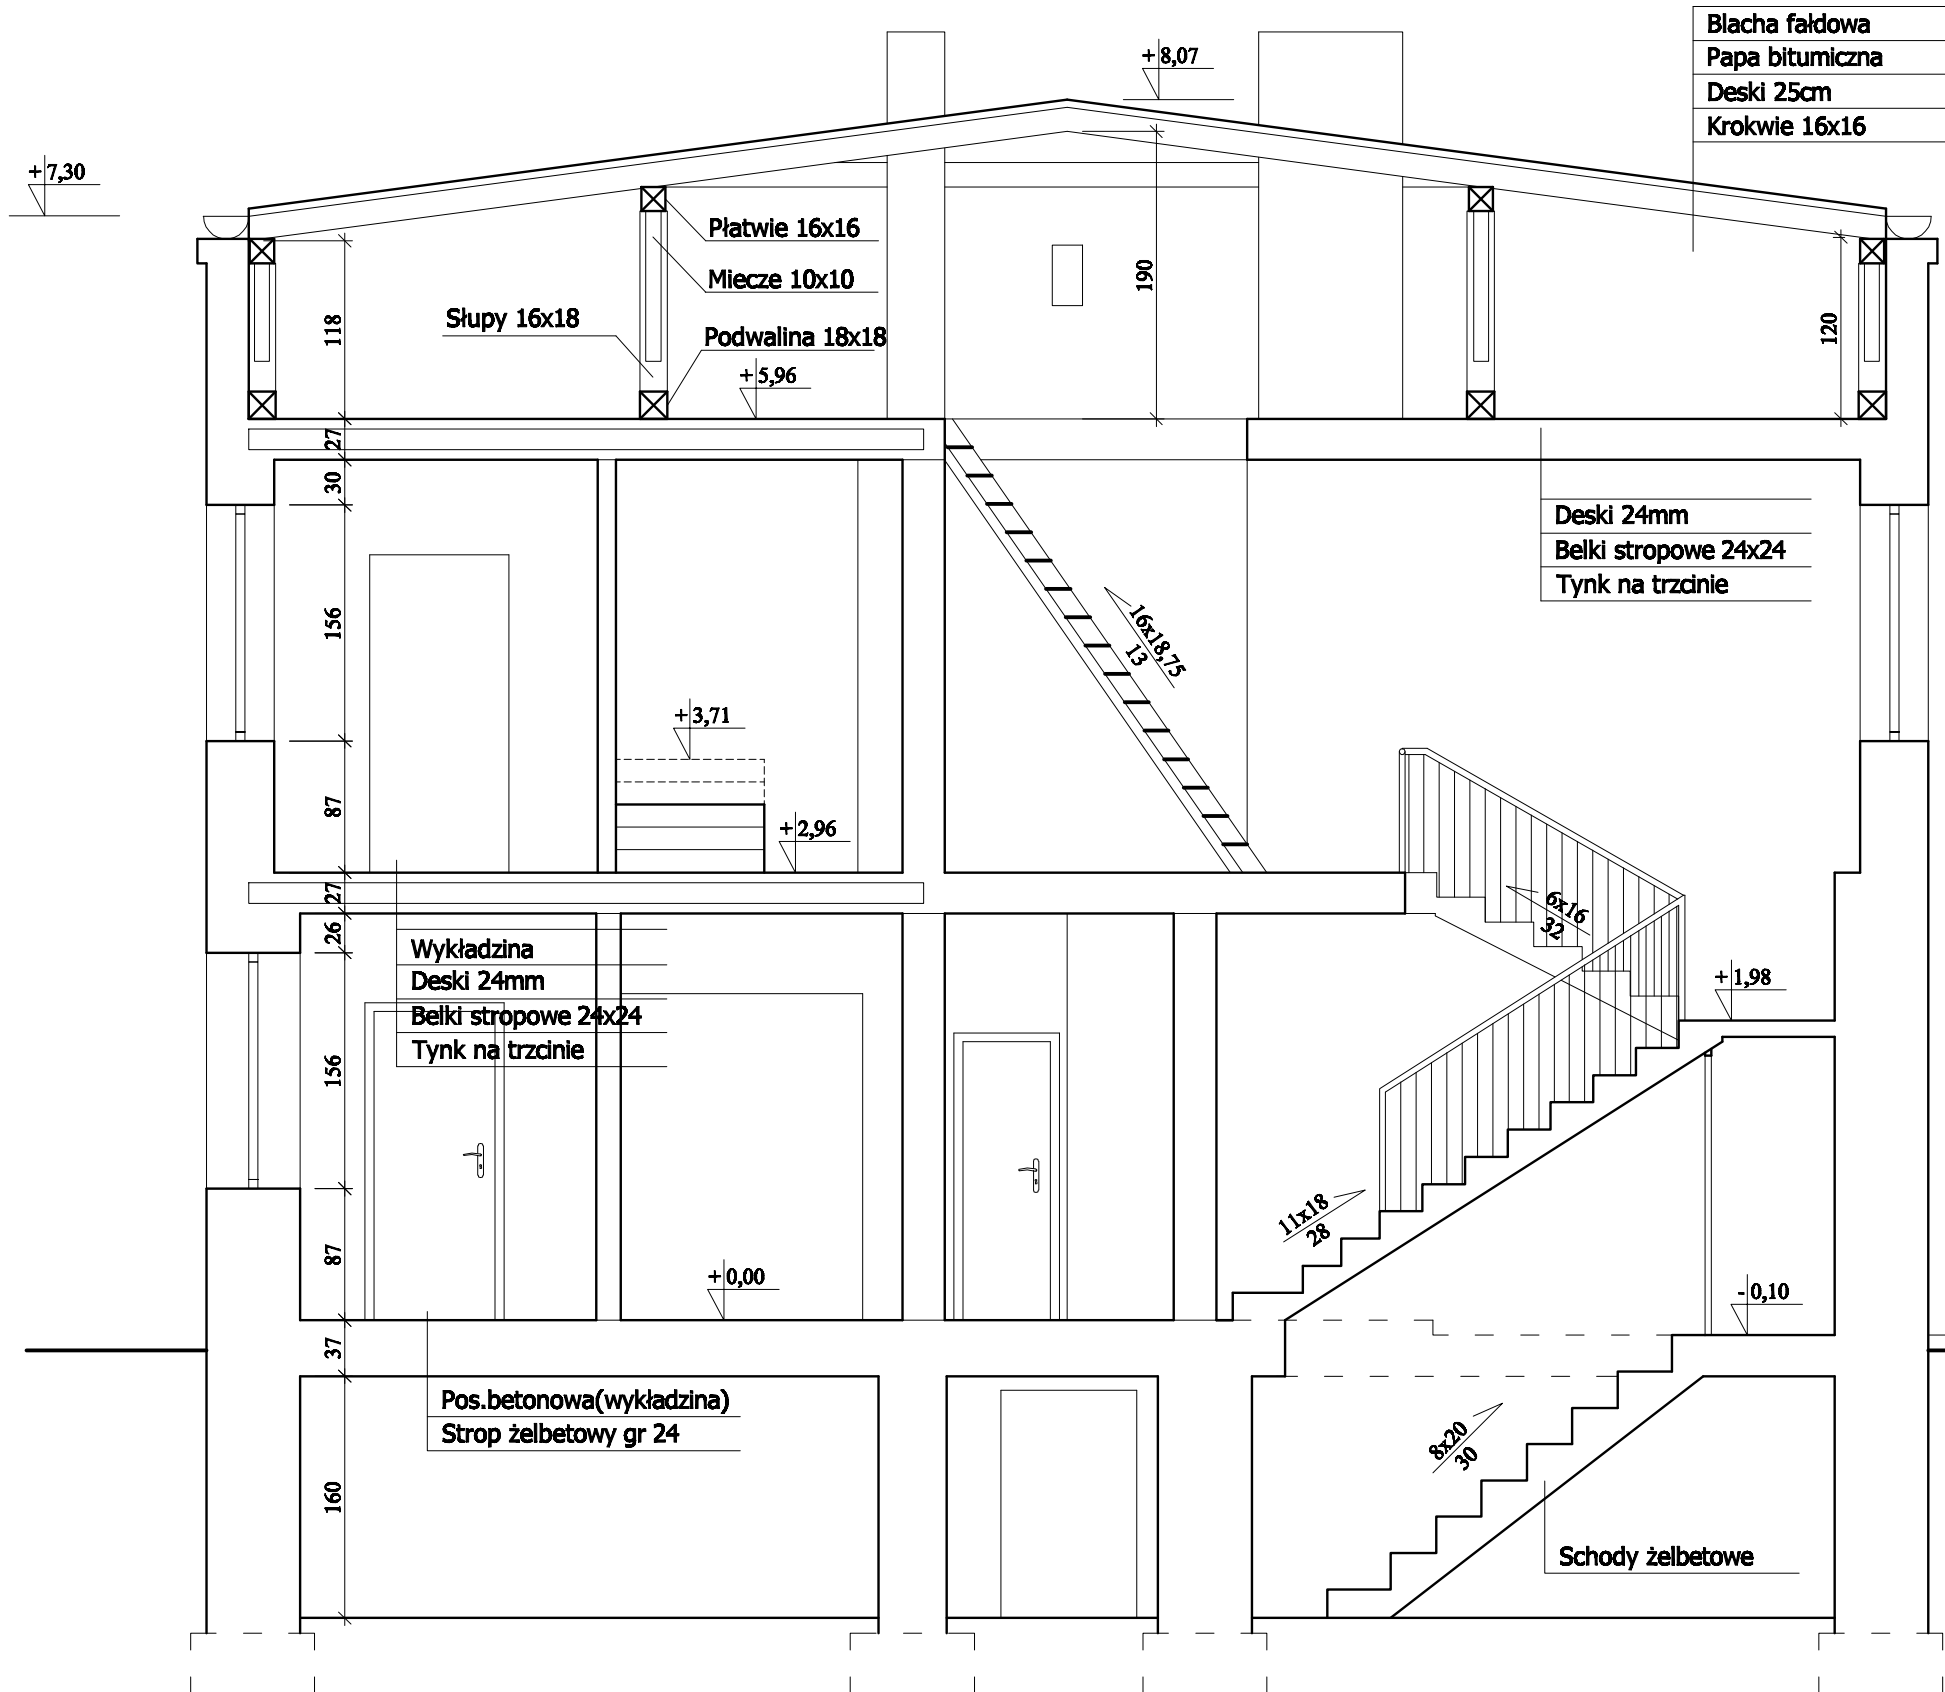 Blacha fałdowa
Papa bitumiczna
Deski 25cm
Krokwie 16x16
+8,07
+7,30
Płatwie 16x16
Miecze 10x10
Słupy 16x18
Podwalina 18x18
190
118
120
+5,96
27
30
Deski 24mm
Belki stropowe 24x24
Tynk na trzcinie
156
16x18,75
13
+3,71
87
+2,96
27
26
6x16
32
Wykładzina
Deski 24mm
Belki stropowe 24x24
Tynk na trzcinie
+1,98
156
11x18
28
87
+0,00
-0,10
37
Pos.betonowa(wykładzina)
Strop żelbetowy gr 24
8x20
30
160
Schody żelbetowe